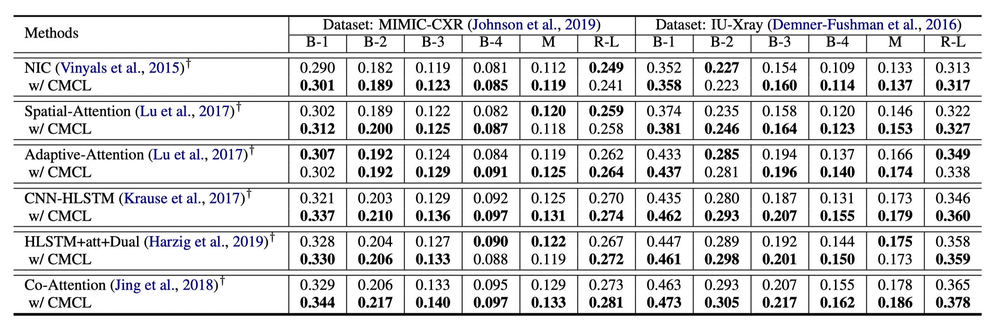 Methods Dataset: MIMIC-CXR (Johnson et al., 2019) Dataset: IU-Xray (Demner-Fushman et al., 2016)
B-1 B-2 B-3 B-4 M R-L B-1 B-2 B-3 B-4 M R-L
NIC (Vinyals et al., 2015)† 0.290 0.182 0.119 0.081 0.112 0.249 0.352 0.227 0.154 0.109 0.133 0.313
w/ CMCL 0.301 0.189 0.123 0.085 0.119 0.241 0.358 0.223 0.160 0.114 0.137 0.317
Spatial-Attention (Lu et al., 2017)† 0.302 0.189 0.122 0.082 0.120 0.259 0.374 0.235 0.158 0.120 0.146 0.322
w/ CMCL 0.312 0.200 0.125 0.087 0.118 0.258 0.381 0.246 0.164 0.123 0.153 0.327
Adaptive-Attention (Lu et al., 2017)† 0.307 0.192 0.124 0.084 0.119 0.262 0.433 0.285 0.194 0.137 0.166 0.349
w/ CMCL 0.302 0.192 0.129 0.091 0.125 0.264 0.437 0.281 0.196 0.140 0.174 0.338
CNN-HLSTM (Krause et al., 2017)† 0.321 0.203 0.129 0.092 0.125 0.270 0.435 0.280 0.187 0.131 0.173 0.346
w/ CMCL 0.337 0.210 0.136 0.097 0.131 0.274 0.462 0.293 0.207 0.155 0.179 0.360
HLSTM+att+Dual (Harzig et al., 2019)† 0.328 0.204 0.127 0.090 0.122 0.267 0.447 0.289 0.192 0.144 0.175 0.358
w/ CMCL 0.330 0.206 0.133 0.088 0.119 0.272 0.461 0.298 0.201 0.150 0.173 0.359
Co-Attention (Jing et al., 2018)† 0.329 0.206 0.133 0.095 0.129 0.273 0.463 0.293 0.207 0.155 0.178 0.365
w/ CMCL 0.344 0.217 0.140 0.097 0.133 0.281 0.473 0.305 0.217 0.162 0.186 0.378